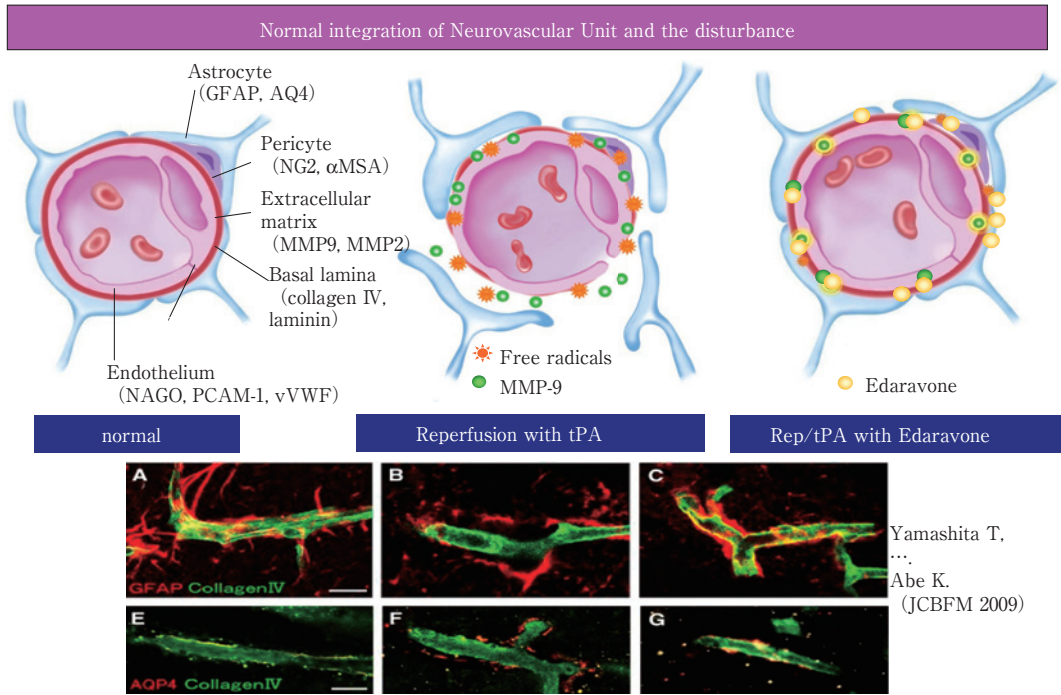 Normal integration of Neurovascular Unit and the disturbance
Astrocyte
(GFAP, AQ4)
Pericyte
(NG2, αMSA)
Extracellular
matrix
(MMP9, MMP2)
Basal lamina
(collagen IV,
laminin)
Endothelium
(NAGO, PCAM-1, vVWF)
Free radicals
MMP-9
Edaravone
normal
Reperfusion with tPA
Rep/tPA with Edaravone
A
B
C
GFAP CollagenIV
E
F
G
AQP4 CollagenIV
Yamashita T,
….
Abe K.
(JCBFM 2009)